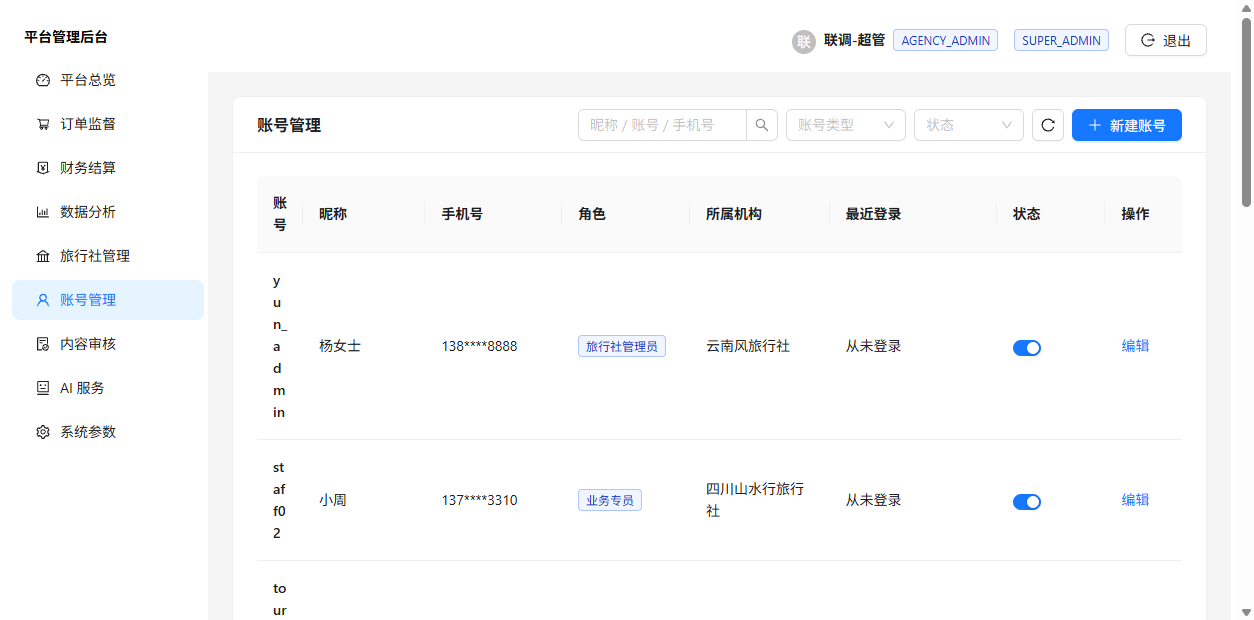 平台管理后台
联
联调-超管
AGENCY_ADMIN
SUPER_ADMIN
退出
平台总览
订单监督
财务结算
数据分析
旅行社管理
账号管理
内容审核
AI 服务
系统参数
账号管理
昵称 / 账号 / 手机号
账号类型
状态
新建账号
账
号
昵称
手机号
角色
所属机构
最近登录
状态
操作
y
u
n_
a
d
m
in
杨女士
138****8888
旅行社管理员
云南风旅行社
从未登录
编辑
st
af
f0
2
小周
137****3310
业务专员
四川山水行旅行
社
从未登录
编辑
to
ur